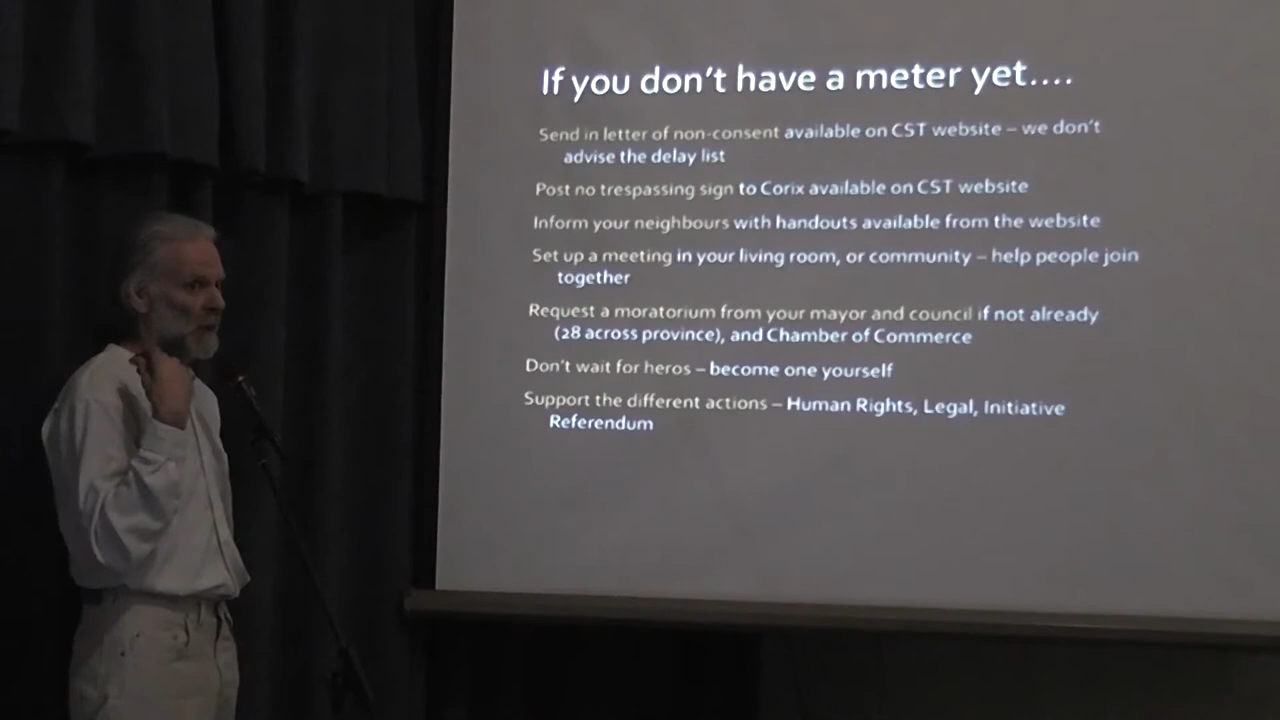 If you don't have a meter yet....
Send in letter of non-consent available on CST website – we don't
advise the delay list
Post no trespassing sign to Corix available on CST website
Inform your neighbours with handouts available from the website
Set up a meeting in your living room, or community – help people join
together
Request a moratorium from your mayor and council if not already
(28 across province), and Chamber of Commerce
Don't wait for heros – become one yourself
Support the different actions – Human Rights, Legal, Initiative
Referendum